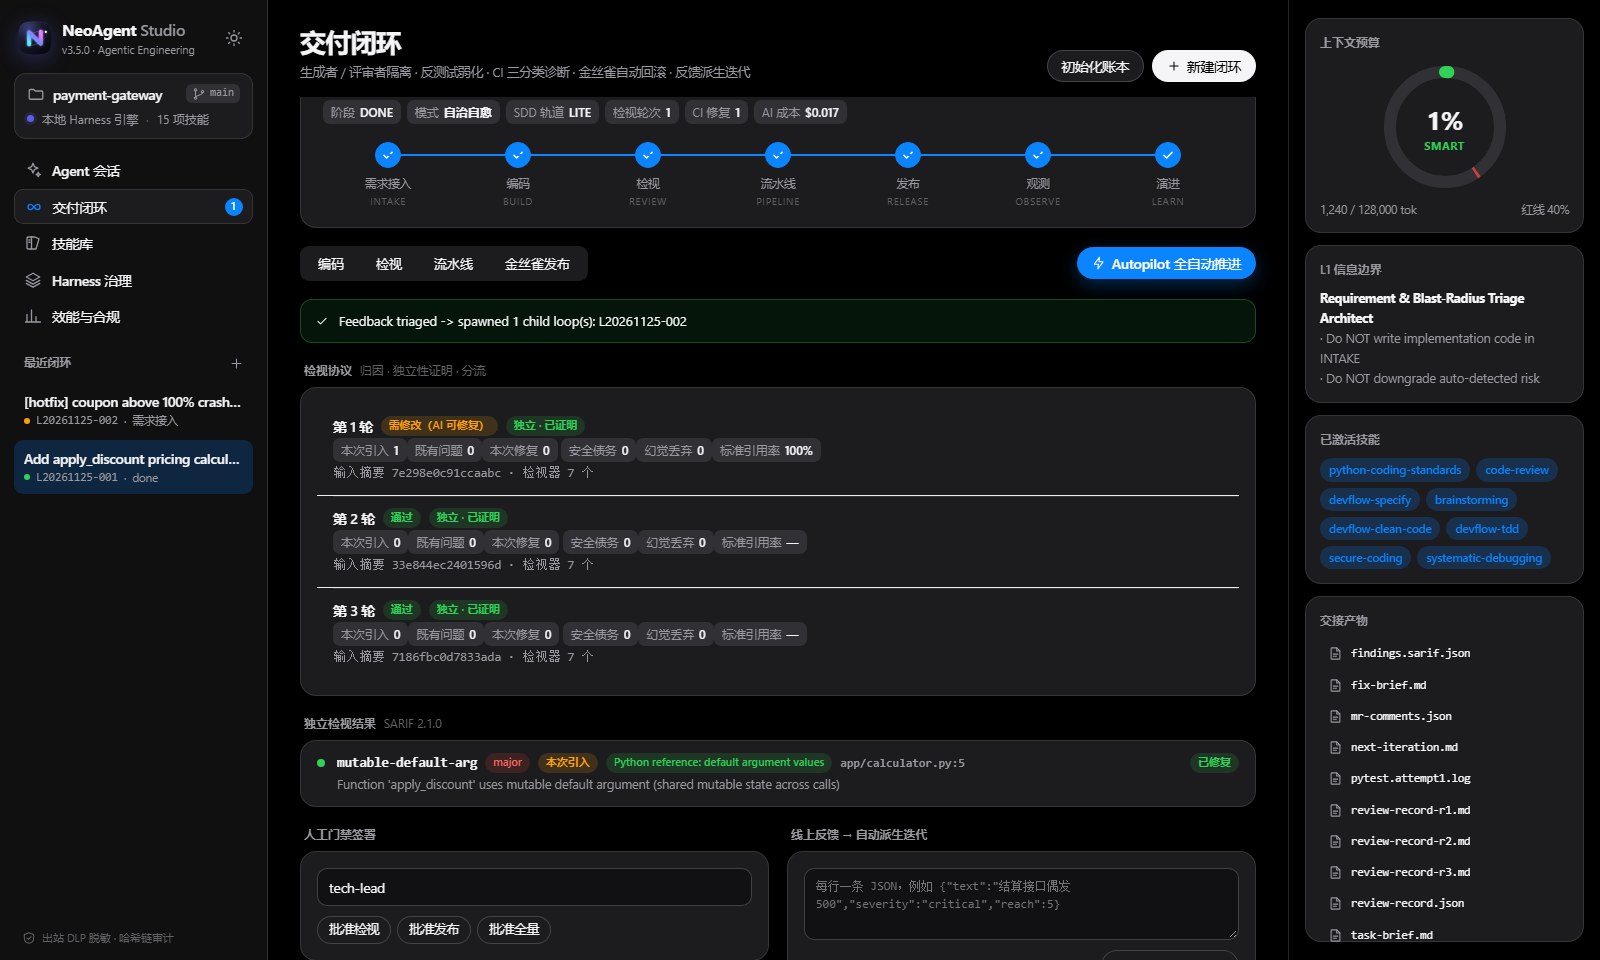 NeoAgent Studio
v3.5.0 · Agentic Engineering
payment-gateway
main
本地 Harness 引擎 · 15 项技能
Agent 会话
交付闭环
1
技能库
Harness 治理
效能与合规
最近闭环
[hotfix] coupon above 100% crash...
L20261125-002 · 需求接入
Add apply_discount pricing calcul...
L20261125-001 · done
出站 DLP 脱敏 · 哈希链审计
交付闭环
生成者 / 评审者隔离 · 反测试弱化 · CI 三分类诊断 · 金丝雀自动回滚 · 反馈派生迭代
初始化账本
新建闭环
阶段 DONE
模式 自治自愈
SDD 轨道 LITE
检视轮次 1
CI 修复 1
AI 成本 $0.017
需求接入
INTAKE
编码
BUILD
检视
REVIEW
流水线
PIPELINE
发布
RELEASE
观测
OBSERVE
演进
LEARN
编码
检视
流水线
金丝雀发布
Autopilot 全自动推进
Feedback triaged -> spawned 1 child loop(s): L20261125-002
检视协议 归因 · 独立性证明 · 分流
第 1 轮 需修改（AI 可修复） 独立 · 已证明
本次引入 1 既有问题 0 本次修复 0 安全债务 0 幻觉丢弃 0 标准引用率 100%
输入摘要 7e298e0c91ccaabc · 检视器 7 个
第 2 轮 通过 独立 · 已证明
本次引入 0 既有问题 0 本次修复 0 安全债务 0 幻觉丢弃 0 标准引用率 —
输入摘要 33e844ec2401596d · 检视器 7 个
第 3 轮 通过 独立 · 已证明
本次引入 0 既有问题 0 本次修复 0 安全债务 0 幻觉丢弃 0 标准引用率 —
输入摘要 7186fbc0d7833ada · 检视器 7 个
独立检视结果 SARIF 2.1.0
mutable-default-arg major 本次引入 Python reference: default argument values app/calculator.py:5 已修复
Function 'apply_discount' uses mutable default argument (shared mutable state across calls)
人工门禁签署
tech-lead
批准检视
批准发布
批准全量
线上反馈 → 自动派生迭代
每行一条 JSON，例如 {"text":"结算接口偶发
500","severity":"critical","reach":5}
上下文预算
1%
SMART
1,240 / 128,000 tok
红线 40%
L1 信息边界
Requirement & Blast-Radius Triage
Architect
· Do NOT write implementation code in
INTAKE
· Do NOT downgrade auto-detected risk
已激活技能
python-coding-standards
code-review
devflow-specify
brainstorming
devflow-clean-code
devflow-tdd
secure-coding
systematic-debugging
交接产物
findings.sarif.json
fix-brief.md
mr-comments.json
next-iteration.md
pytest.attempt1.log
review-record-r1.md
review-record-r2.md
review-record-r3.md
review-record.json
task-brief.md